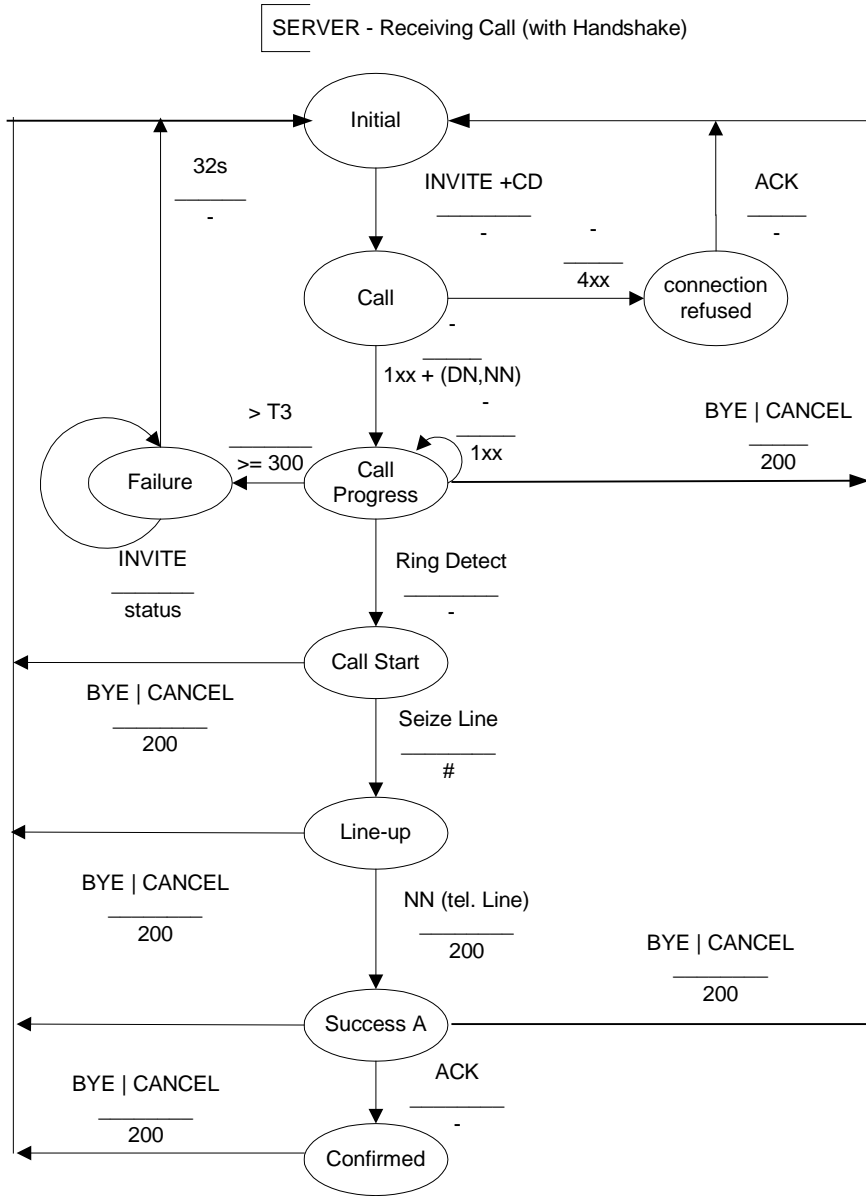 SERVER - Receiving Call (with Handshake)
Initial
32s
-
INVITE +CD
-
ACK
-
-
4xx
Call
connection
refused
-
1xx + (DN,NN)
> T3
>= 300
-
1xx
BYE | CANCEL
200
Failure
Call
Progress
INVITE
status
Ring Detect
-
Call Start
BYE | CANCEL
200
Seize Line
#
Line-up
BYE | CANCEL
200
NN (tel. Line)
200
BYE | CANCEL
200
Success A
BYE | CANCEL
200
ACK
-
Confirmed